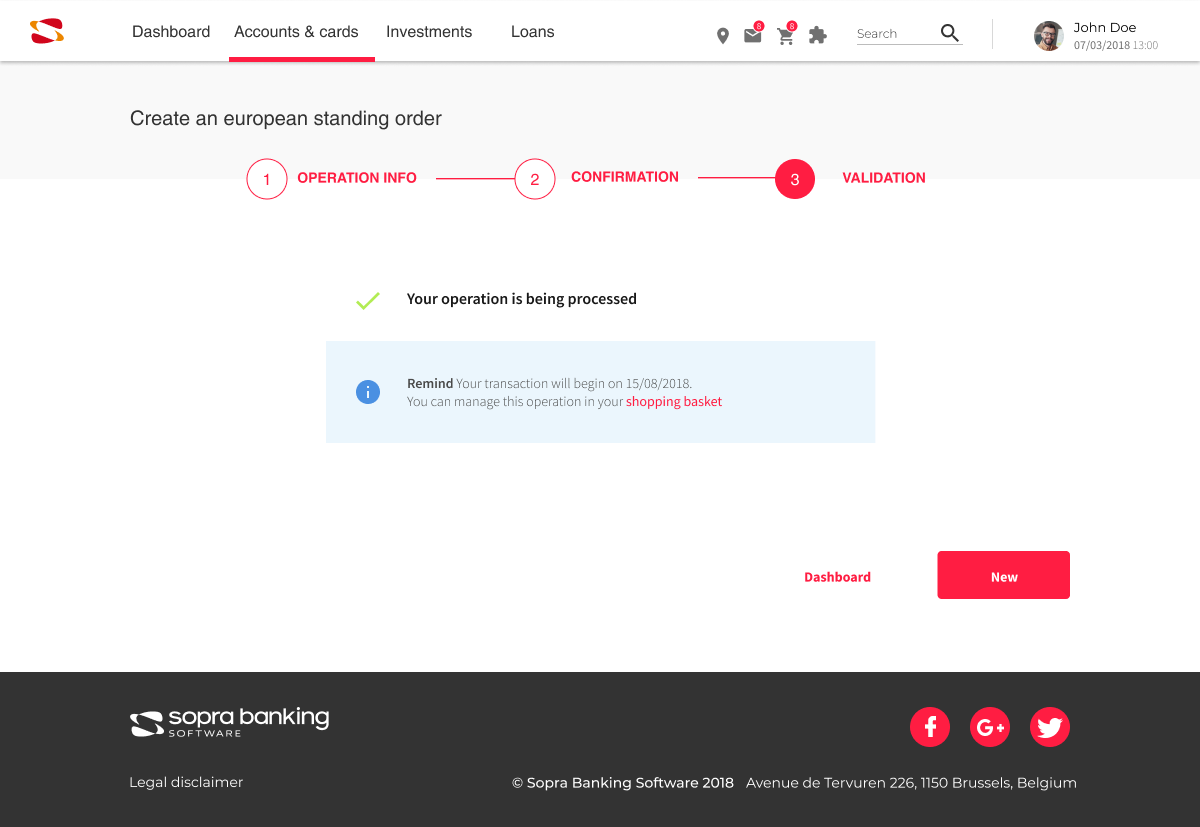 Dashboard Accounts & cards Investments Loans 8 8 Search John Doe
07/03/2018 13:00
Create an european standing order
1 OPERATION INFO 2 CONFIRMATION 3 VALIDATION
Your operation is being processed
i Remind Your transaction will begin on 15/08/2018.
You can manage this operation in your shopping basket
Dashboard New
sopra banking
SOFTWARE
f G+
Legal disclaimer © Sopra Banking Software 2018 Avenue de Tervuren 226, 1150 Brussels, Belgium